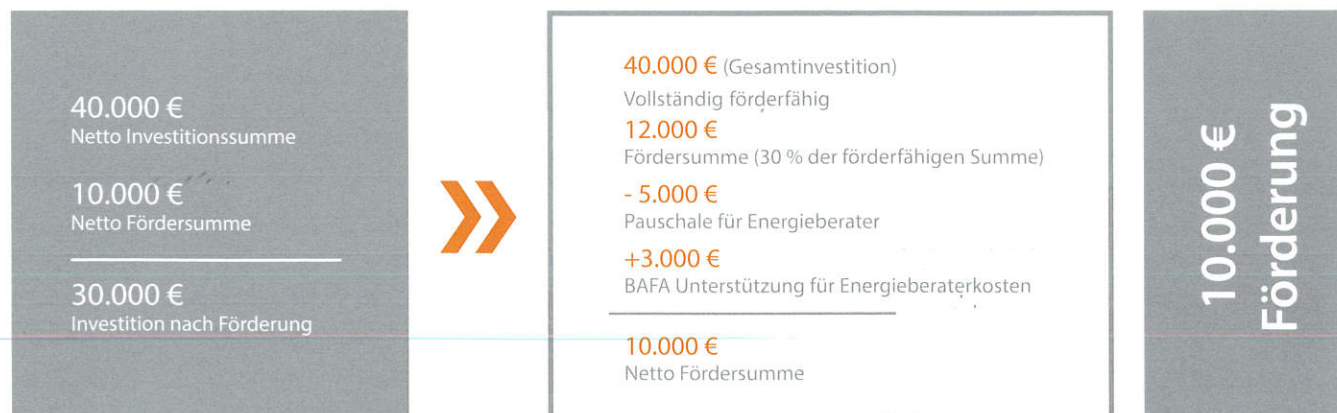 40.000 €
Netto Investitionssumme
10.000 €
Netto Fördersumme
30.000 €
Investition nach Förderung
40.000 € (Gesamtinvestition)
Vollständig förderfähig
12.000 €
Fördersumme (30 % der förderfähigen Summe)
- 5.000 €
Pauschale für Energieberater
+3.000 €
BAFA Unterstützung für Energieberaterkosten
10.000 €
Netto Fördersumme
10.000 €
Förderung